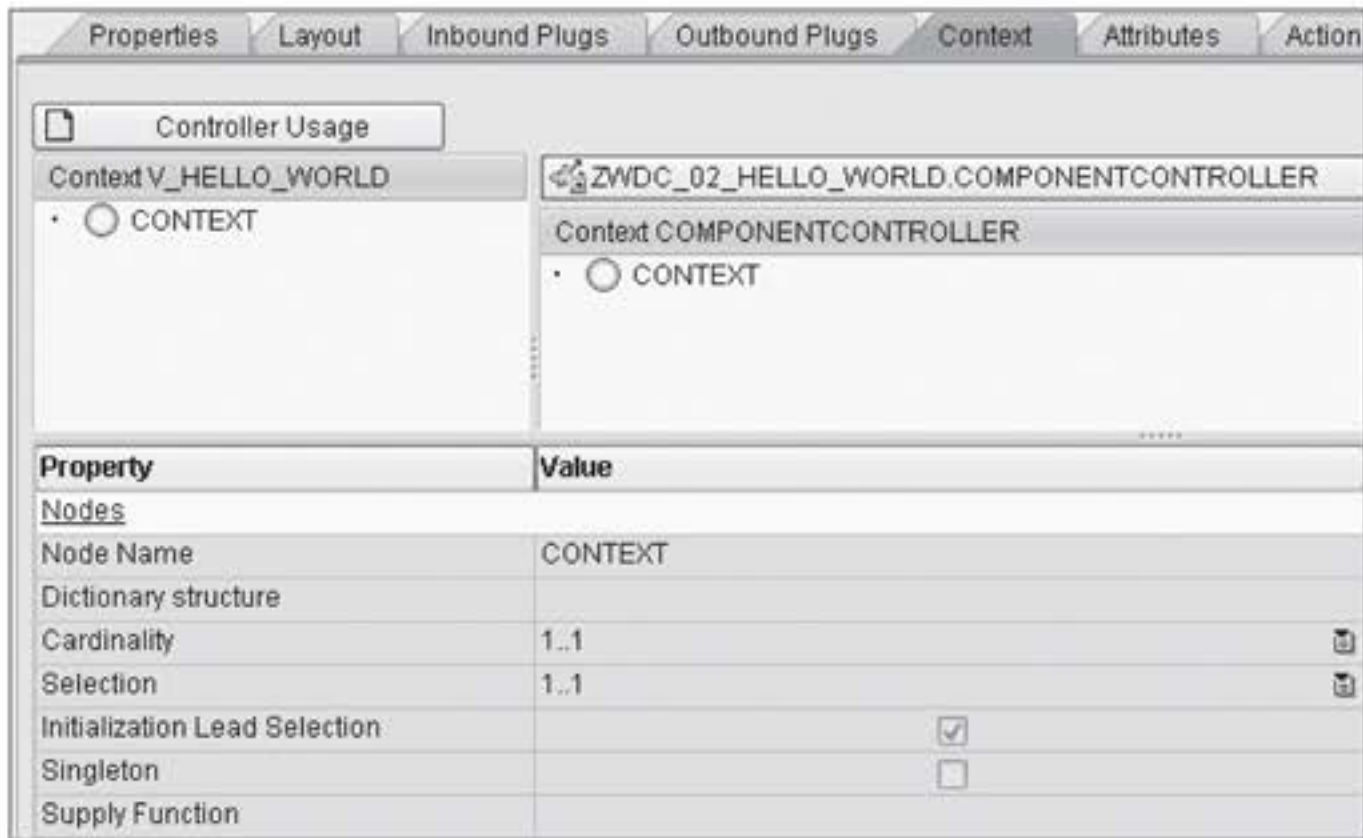 Properties Layout Inbound Plugs Outbound Plugs Context Attributes Action
Controller Usage
Context V_HELLO_WORLD
CONTEXT
ZWDC_02_HELLO_WORLD.COMPONENTCONTROLLER
Context COMPONENTCONTROLLER
CONTEXT
Property Value
Nodes
Node Name CONTEXT
Dictionary structure
Cardinality 1..1
Selection 1..1
Initialization Lead Selection
Singleton
Supply Function